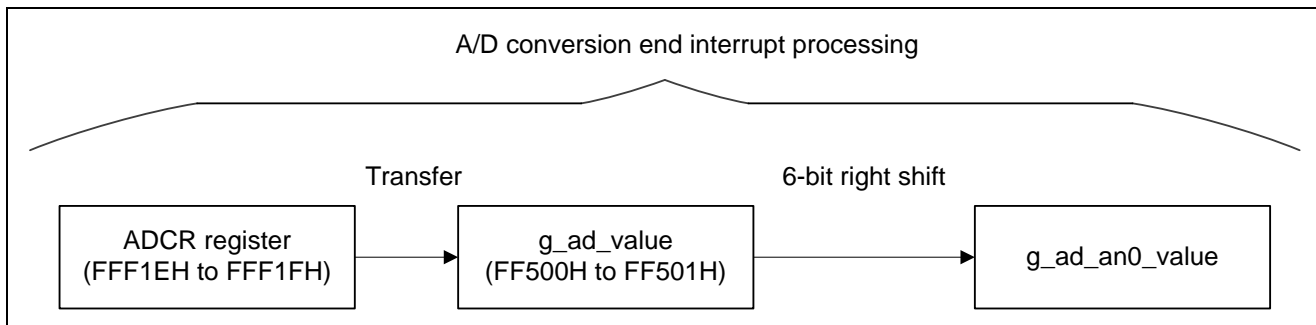 A/D conversion end interrupt processing
Transfer
6-bit right shift
ADCR register
(FFF1EH to FFF1FH)
g_ad_value
(FF500H to FF501H)
g_ad_an0_value